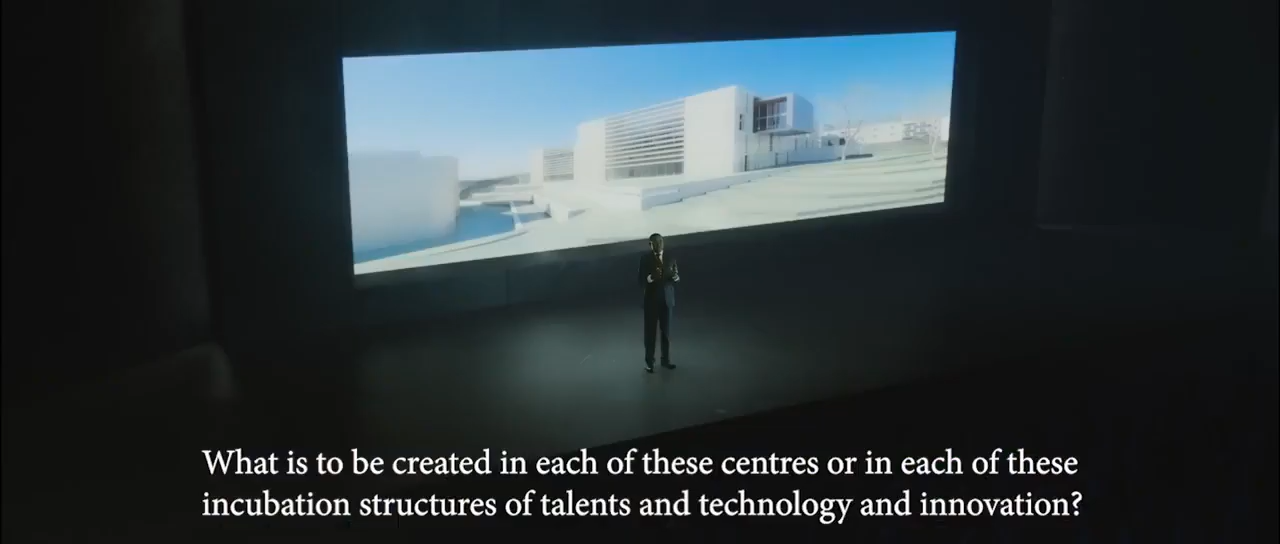 What is to be created in each of these centres or in each of these
incubation structures of talents and technology and innovation?